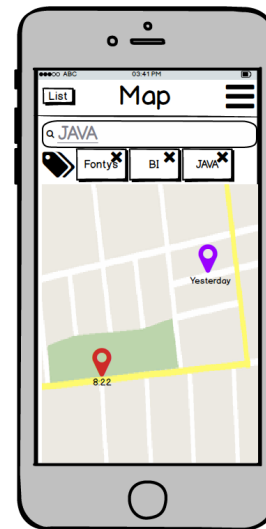 ABC 03:41 PM
List Map
JAVA
Fontys BI JAVA
Yesterday
8:22